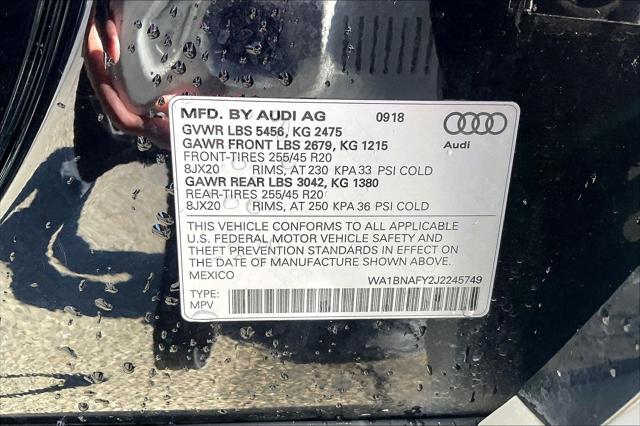 MFD. BY AUDI AG 0918
GVWR LBS 5456, KG 2475
GAWR FRONT LBS 2679, KG 1215
FRONT-TIRES 255/45 R20
8JX20 RIMS, AT 230 KPA 33 PSI COLD
GAWR REAR LBS 3042, KG 1380
REAR-TIRES 255/45 R20
8JX20 RIMS, AT 250 KPA 36 PSI COLD
Audi
THIS VEHICLE CONFORMS TO ALL APPLICABLE
U.S. FEDERAL MOTOR VEHICLE SAFETY AND
THEFT PREVENTION STANDARDS IN EFFECT ON
THE DATE OF MANUFACTURE SHOWN ABOVE.
MEXICO WA1BNAFY2J2245749
TYPE:
MPV